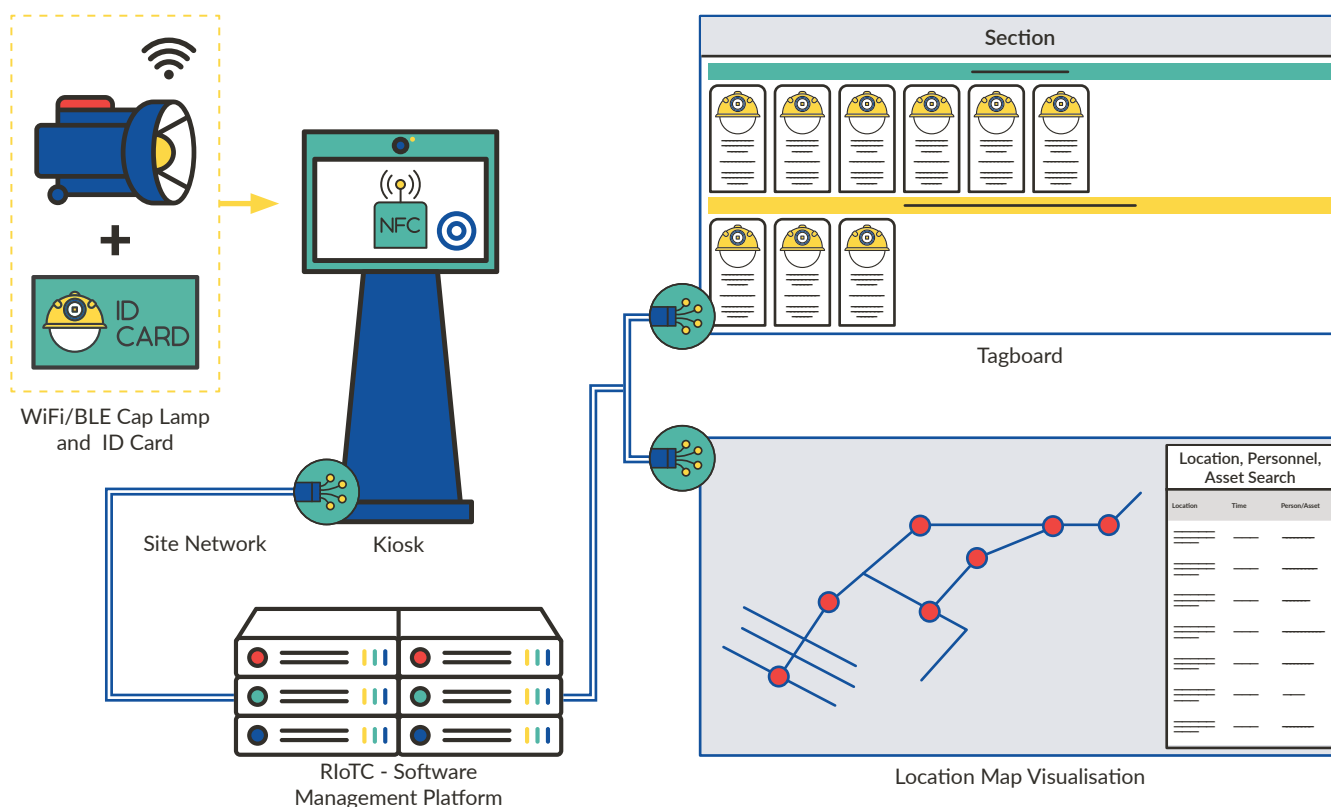 ID
CARD
WiFi/BLE Cap Lamp
and ID Card
NFC
Kiosk
Site Network
RIoTC - Software
Management Platform
Section
Tagboard
Location, Personnel,
Asset Search
Location Time Person/Asset
Location Map Visualisation